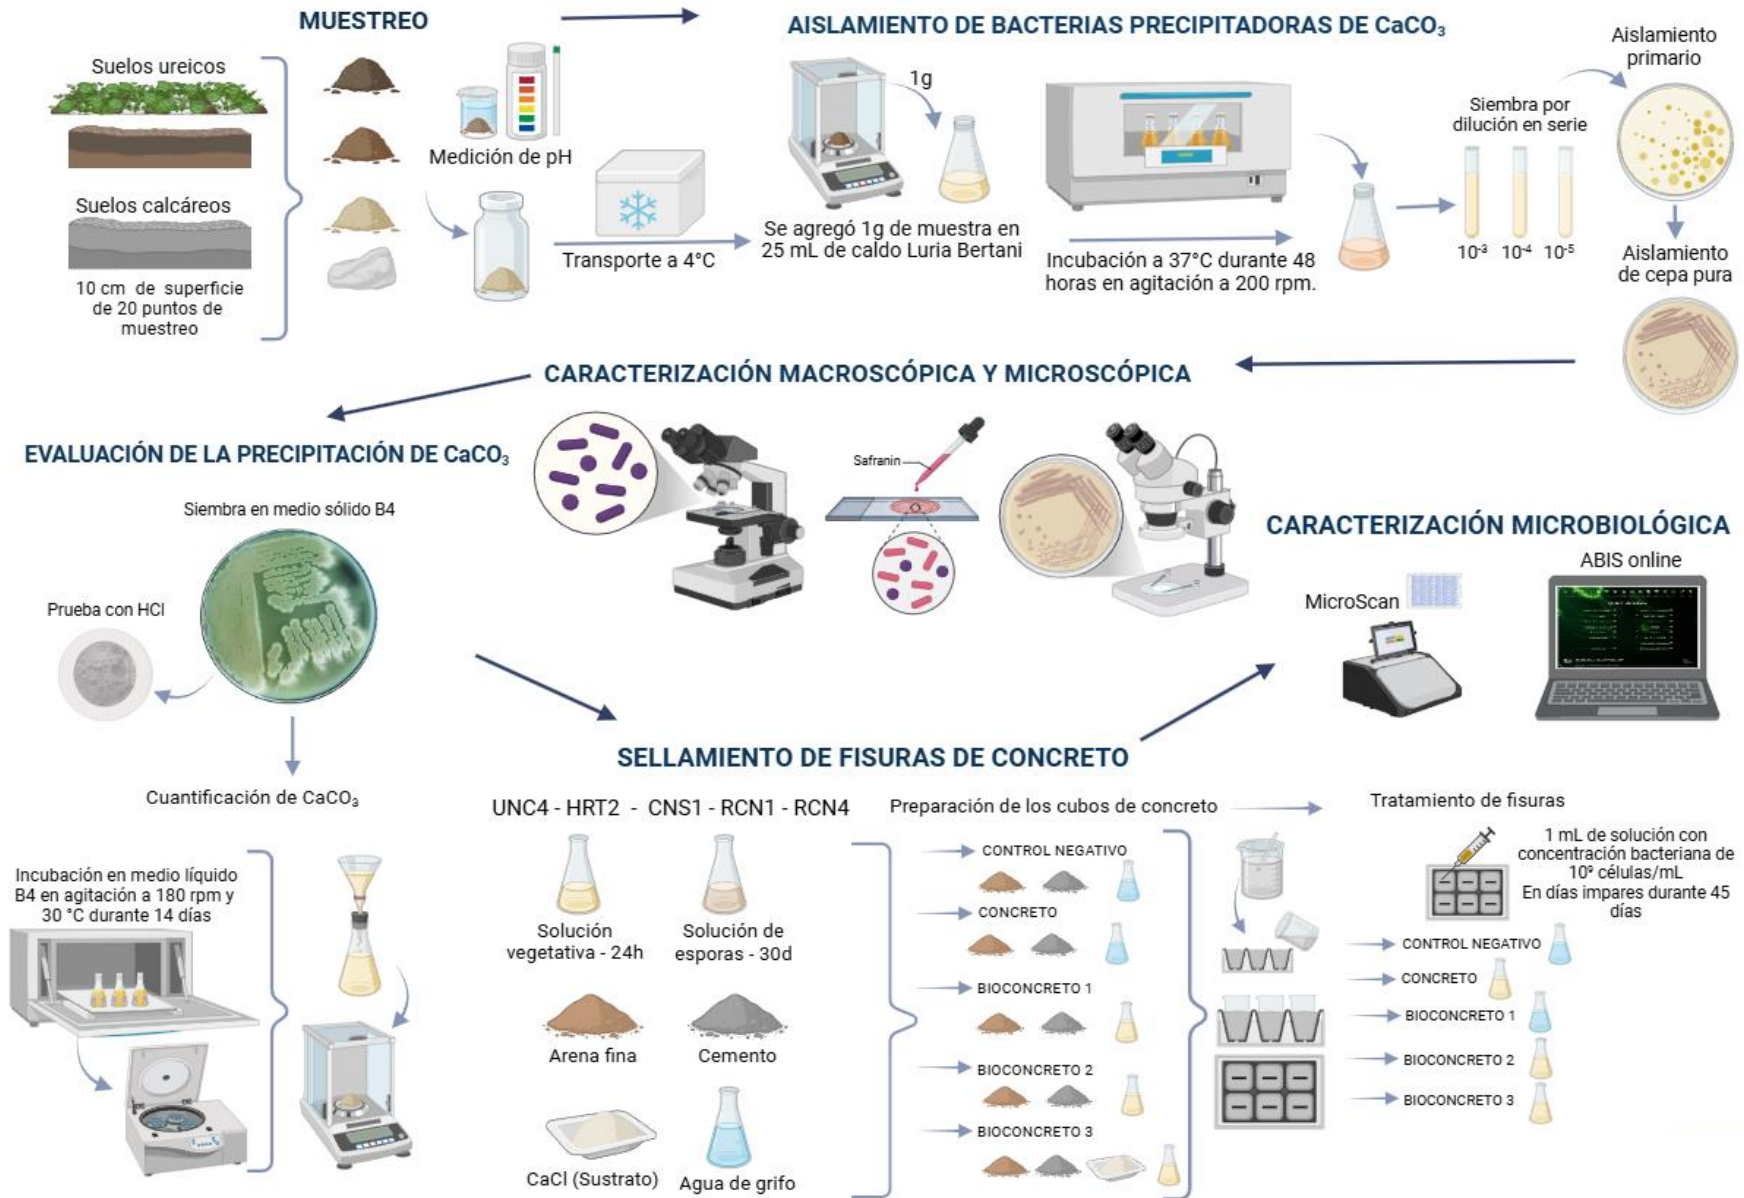 MUESTREO
Suelos ureicos
Suelos calcáreos
10 cm de superficie
de 20 puntos de
muestreo
Medición de pH
Transporte a 4°C
AISLAMIENTO DE BACTERIAS PRECIPITADORAS DE CaCO₃
1g
Se agregó 1g de muestra en
25 mL de caldo Luria Bertani
Incubación a 37°C durante 48
horas en agitación a 200 rpm.
Siembra por
dilución en serie
10⁻³ 10⁻⁴ 10⁻⁵
Aislamiento
primario
Aislamiento
de cepa pura
CARACTERIZACIÓN MACROSCÓPICA Y MICROSCÓPICA
Safranin
EVALUACIÓN DE LA PRECIPITACIÓN DE CaCO₃
Siembra en medio sólido B4
Prueba con HCl
Cuantificación de CaCO₃
Incubación en medio líquido
B4 en agitación a 180 rpm y
30 °C durante 14 días
SELLAMIENTO DE FISURAS DE CONCRETO
UNC4 - HRT2 - CNS1 - RCN1 - RCN4
Solución
vegetativa - 24h
Solución de
esporas - 30d
Arena fina
Cemento
CaCl (Sustrato)
Agua de grifo
Preparación de los cubos de concreto
CONTROL NEGATIVO
CONCRETO
BIOCONCRETO 1
BIOCONCRETO 2
BIOCONCRETO 3
Tratamiento de fisuras
1 mL de solución con
concentración bacteriana de
10⁹ células/mL
En días impares durante 45
días
CONTROL NEGATIVO
CONCRETO
BIOCONCRETO 1
BIOCONCRETO 2
BIOCONCRETO 3
CARACTERIZACIÓN MICROBIOLÓGICA
MicroScan
ABIS online